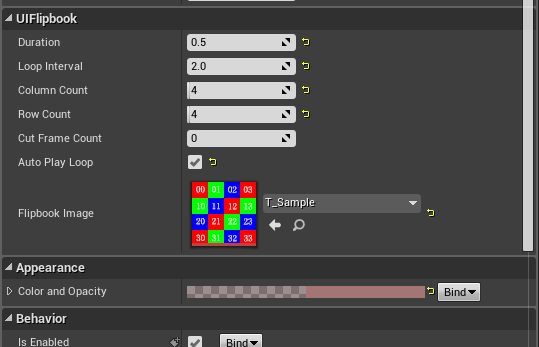 UIFlipbook
Duration 0.5
Loop Interval 2.0
Column Count 4
Row Count 4
Cut Frame Count 0
Auto Play Loop
Flipbook Image T_Sample
00 01 02 03
10 11 12 13
20 21 22 23
30 31 32 33
Appearance
Color and Opacity Bind
Behavior
Is Enabled Bind